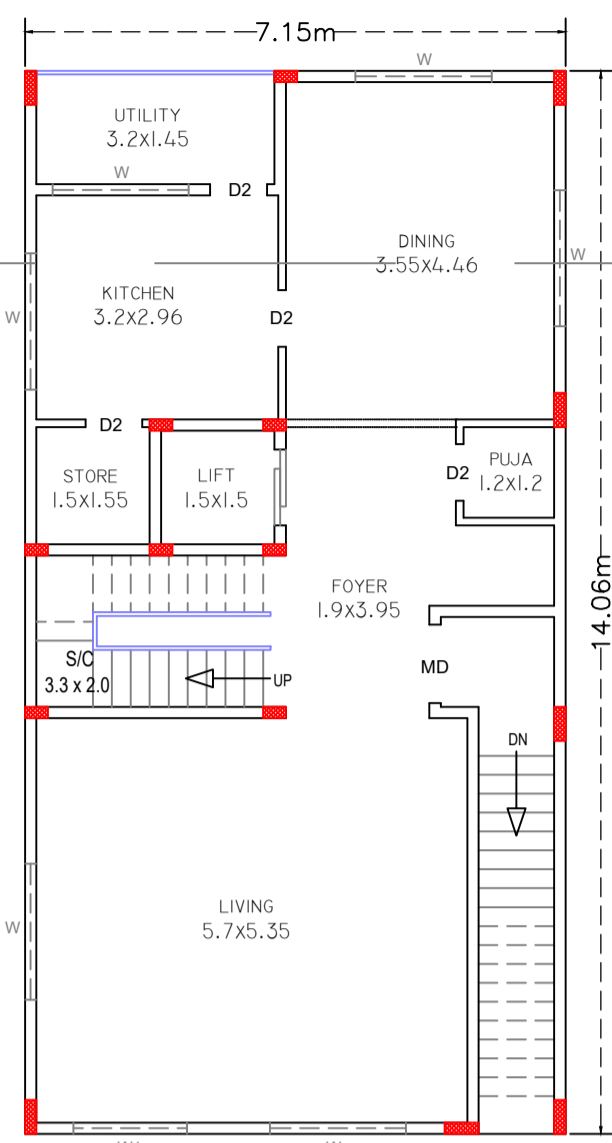 7.15m
W
UTILITY
3.2X1.45
W
D2
DINING
3.55X4.46
W
KITCHEN
3.2X2.96
W
D2
D2
STORE
1.5X1.55
LIFT
1.5X1.5
D2
PUJA
1.2X1.2
FOYER
1.9X3.95
14.06m
S/C
3.3 x 2.0
UP
MD
DN
LIVING
5.7X5.35
W